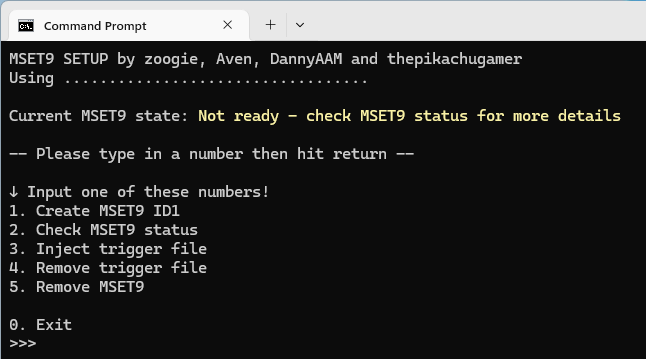 Command Prompt
MSET9 SETUP by zoogie, Aven, DannyAAM and thepikachugamer
Using ..................................
Current MSET9 state: Not ready – check MSET9 status for more details
–– Please type in a number then hit return ––
↓ Input one of these numbers!
1. Create MSET9 ID1
2. Check MSET9 status
3. Inject trigger file
4. Remove trigger file
5. Remove MSET9
0. Exit
>>>